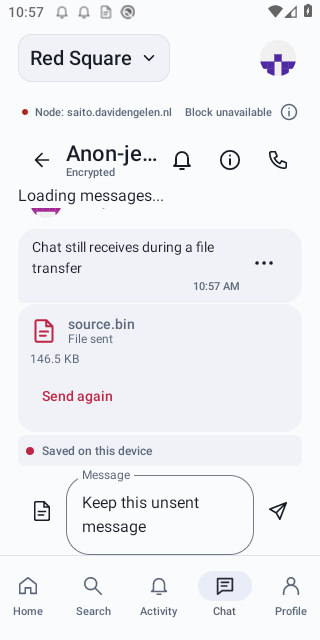 10:57
Red Square
Node: saito.davidengelen.nl Block unavailable
Anon-je...
Encrypted
Loading messages...
Chat still receives during a file
transfer
10:57 AM
source.bin
File sent
146.5 KB
Send again
Saved on this device
Message
Keep this unsent
message
Home Search Activity Chat Profile